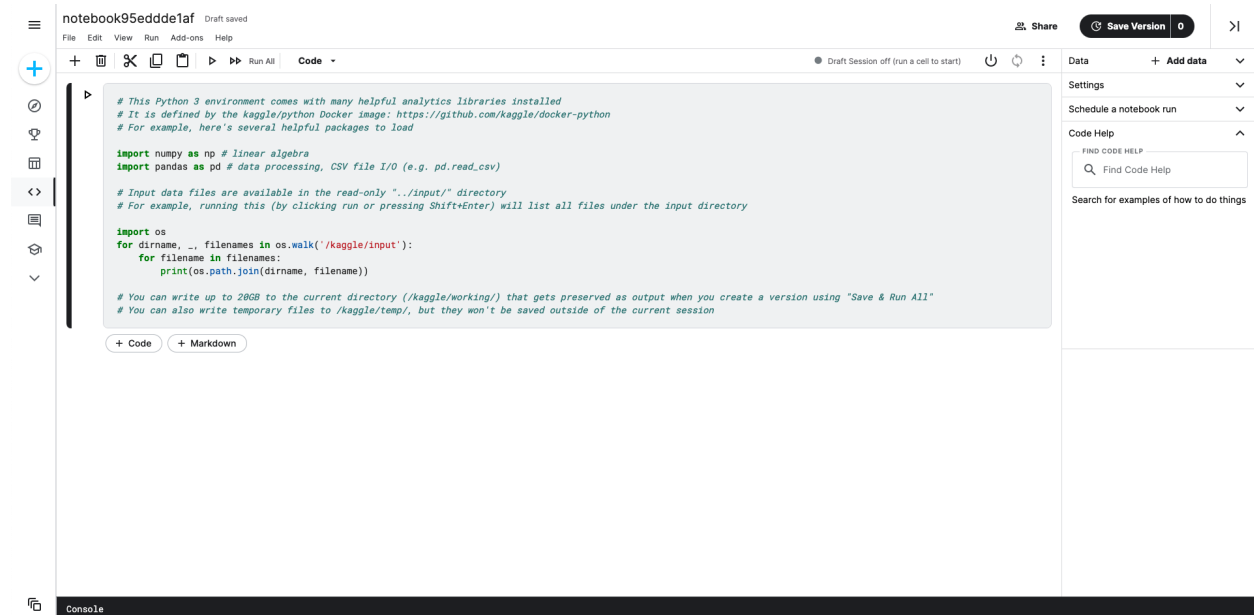 notebook95eddde1af Draft saved
File Edit View Run Add-ons Help
Share
Save Version 0
Run All Code
Draft Session off (run a cell to start)
Data + Add data
Settings
Schedule a notebook run
Code Help
FIND CODE HELP
Find Code Help
Search for examples of how to do things
# This Python 3 environment comes with many helpful analytics libraries installed
# It is defined by the kaggle/python Docker image: https://github.com/kaggle/docker-python
# For example, here's several helpful packages to load
import numpy as np # linear algebra
import pandas as pd # data processing, CSV file I/O (e.g. pd.read_csv)
# Input data files are available in the read-only "../input/" directory
# For example, running this (by clicking run or pressing Shift+Enter) will list all files under the input directory
import os
for dirname, _, filenames in os.walk('/kaggle/input'):
    for filename in filenames:
        print(os.path.join(dirname, filename))
# You can write up to 20GB to the current directory (/kaggle/working/) that gets preserved as output when you create a version using "Save & Run All"
# You can also write temporary files to /kaggle/temp/, but they won't be saved outside of the current session
+ Code + Markdown
Console